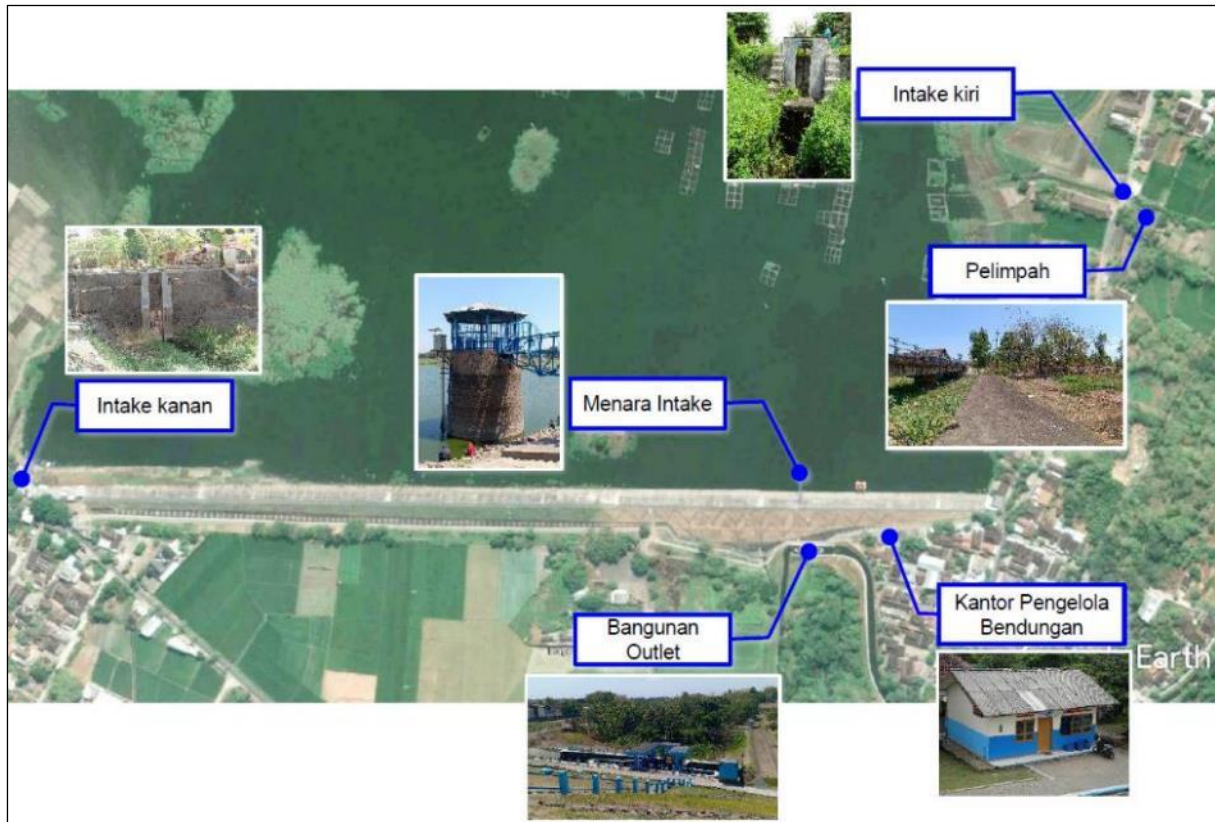 Intake kiri
Pelimpah
Intake kanan
Menara Intake
Bangunan
Outlet
Kantor Pengelola
Bendungan
Earth